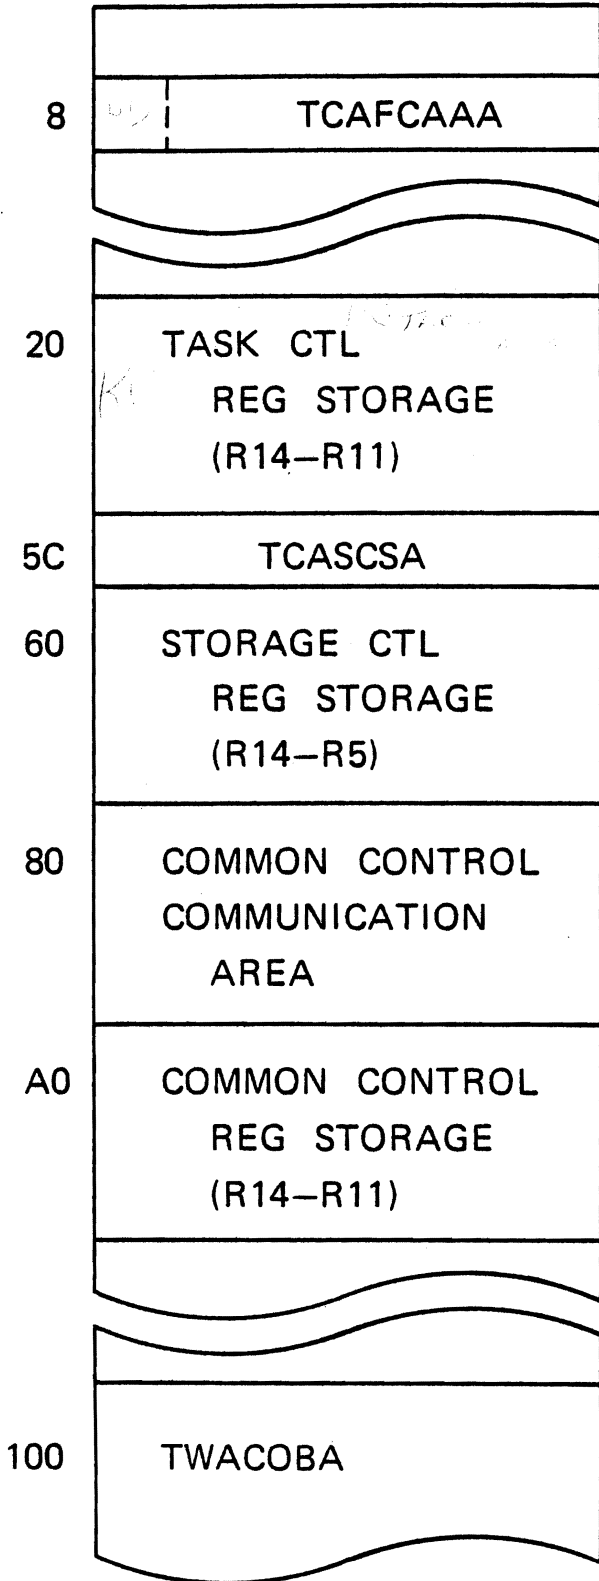 8 TCAFCAAA
20 TASK CTL
REG STORAGE
(R14–R11)
5C TCASCSA
60 STORAGE CTL
REG STORAGE
(R14–R5)
80 COMMON CONTROL
COMMUNICATION
AREA
A0 COMMON CONTROL
REG STORAGE
(R14–R11)
100 TWACOBA